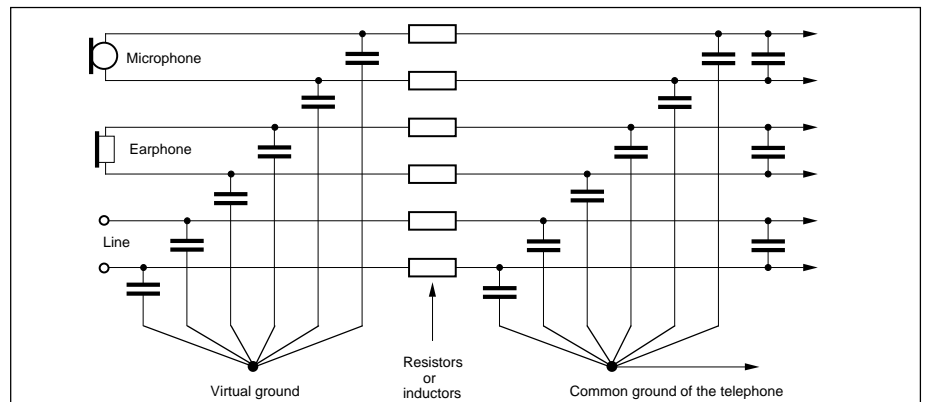 Microphone
Earphone
Line
Virtual ground
Resistors
or
inductors
Common ground of the telephone